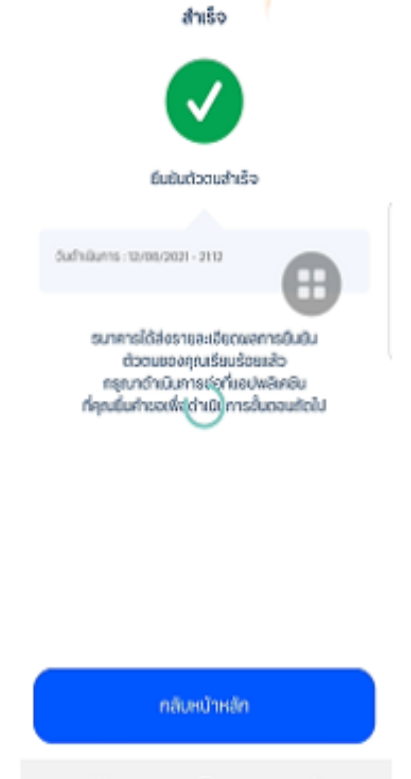 สำเร็จ
ยืนยันตัวตนสำเร็จ
วันดำเนินการ : 12/08/2021 - 21:12
ธนาคารได้ส่งรายละเอียดผลการยืนยัน
ตัวตนของคุณเรียบร้อยแล้ว
กรุณาดำเนินการต่อที่แอปพลิเคชัน
ที่คุณยื่นคำขอเพื่อดำเนินการขั้นตอนถัดไป
กลับหน้าหลัก